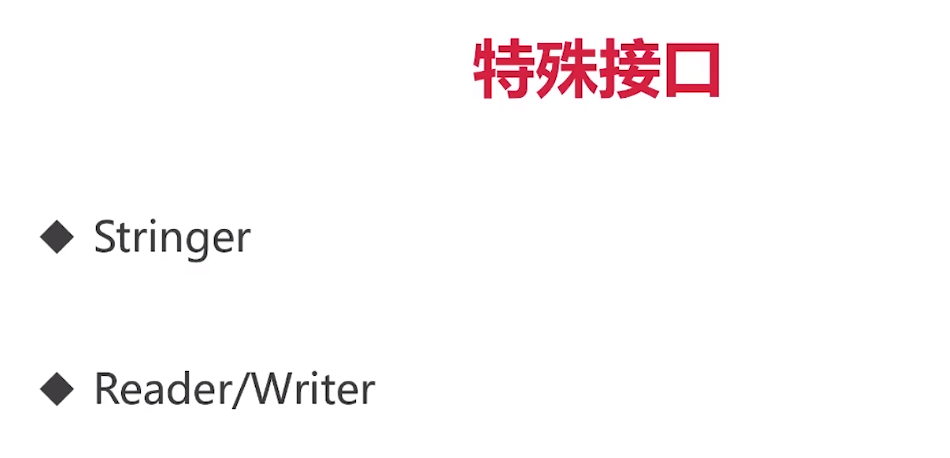 特殊接口
◆ Stringer
◆ Reader/Writer